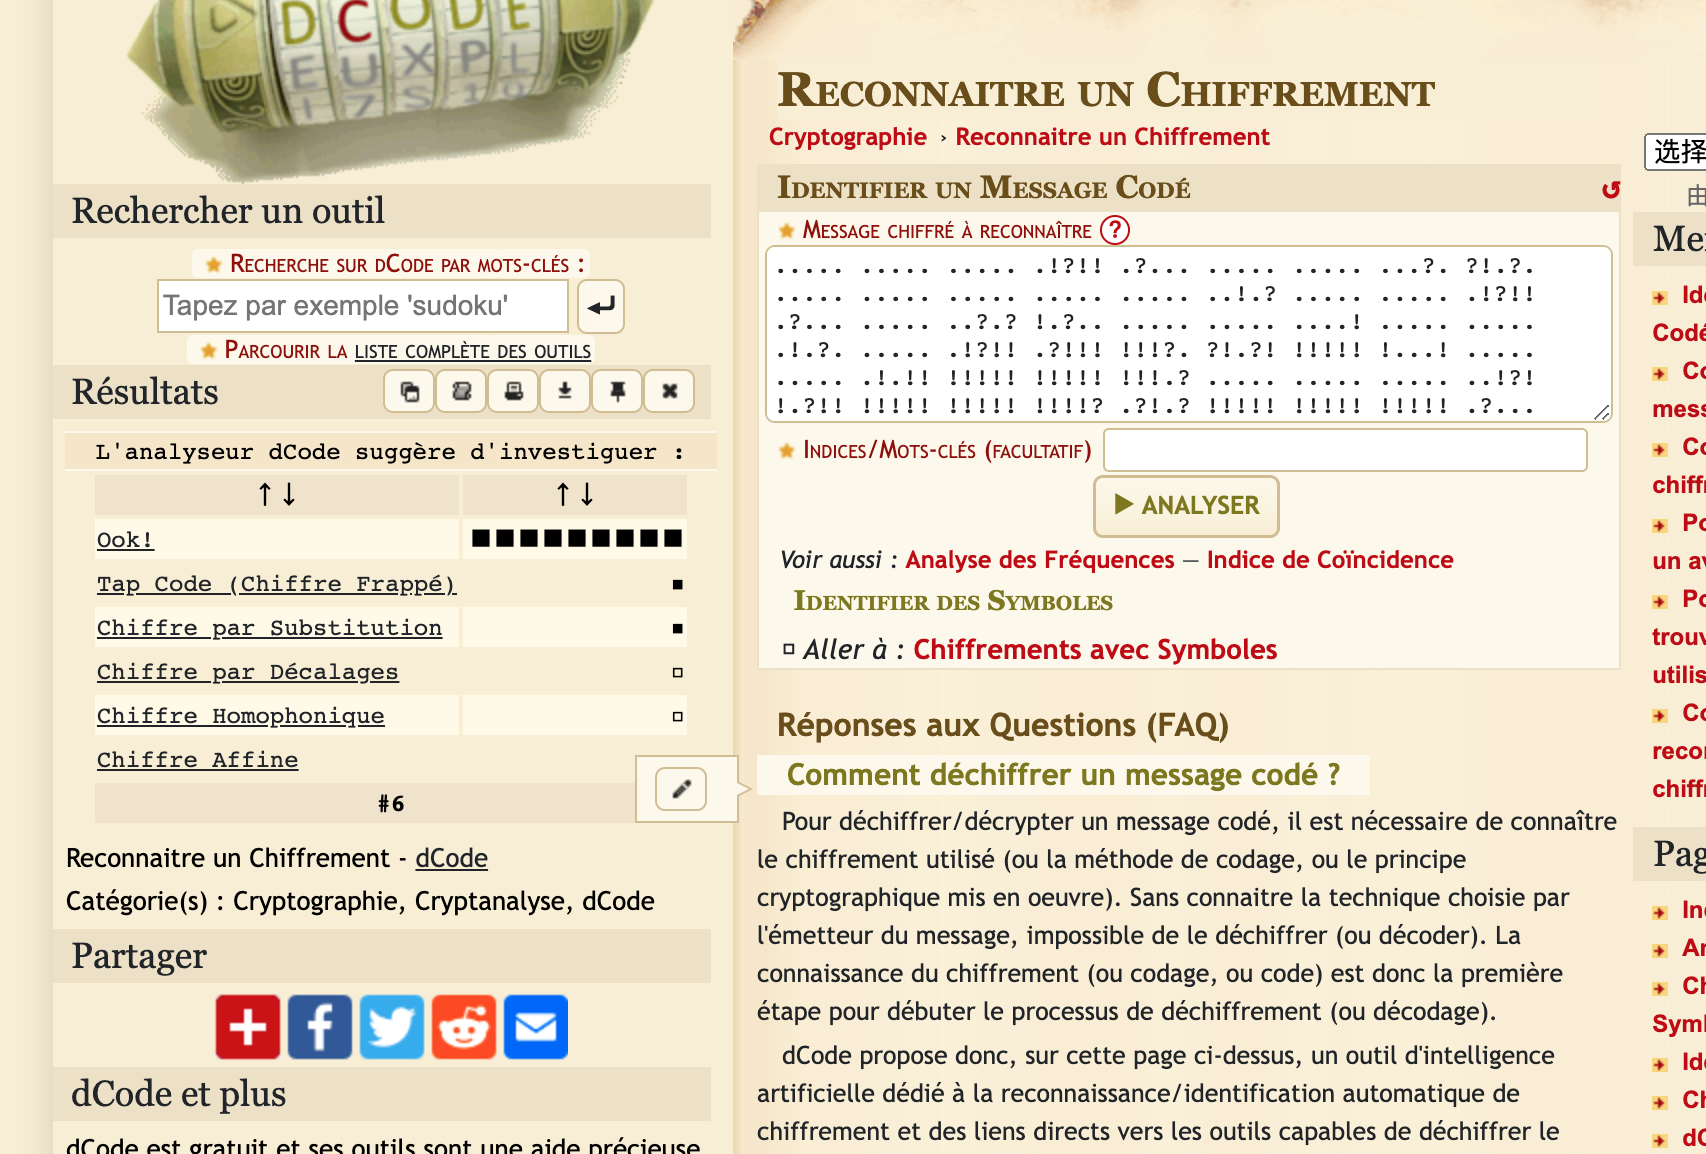 DCODE
EUXPL
Rechercher un outil
Recherche sur dCode par mots-clés :
Tapez par exemple 'sudoku'
Parcourir la liste complète des outils
Résultats
L'analyseur dCode suggère d'investiguer :
↑↓ ↑↓
Ook! ■■■■■■■■■
Tap Code (Chiffre Frappé) ■
Chiffre par Substitution ■
Chiffre par Décalages □
Chiffre Homophonique □
Chiffre Affine
#6
Reconnaitre un Chiffrement - dCode
Catégorie(s) : Cryptographie, Cryptanalyse, dCode
Partager
dCode et plus
dCode est gratuit et ses outils sont une aide précieuse
Reconnaitre un Chiffrement
Cryptographie › Reconnaitre un Chiffrement
Identifier un Message Codé
Message chiffré à reconnaître ?
..... ..... ..... .!?!! .?... ..... ..... ...?. ?!.?.
..... ..... ..... ..... ..... ..!.? ..... ..... .!?!!
.?... ..... ..?.? !.?.. ..... ..... ....! ..... .....
.!.?. ..... .!?!! .?!!! !!!?. ?!.?! !!!!! !...! .....
..... .!.!! !!!!! !!!!! !!!.? ..... ..... ..... ..!?!
!.?!! !!!!! !!!!! !!!!? .?!.? !!!!! !!!!! !!!!! .?...
Indices/Mots-clés (facultatif)
▶ ANALYSER
Voir aussi : Analyse des Fréquences — Indice de Coïncidence
Identifier des Symboles
Aller à : Chiffrements avec Symboles
Réponses aux Questions (FAQ)
Comment déchiffrer un message codé ?
Pour déchiffrer/décrypter un message codé, il est nécessaire de connaître
le chiffrement utilisé (ou la méthode de codage, ou le principe
cryptographique mis en oeuvre). Sans connaitre la technique choisie par
l'émetteur du message, impossible de le déchiffrer (ou décoder). La
connaissance du chiffrement (ou codage, ou code) est donc la première
étape pour débuter le processus de déchiffrement (ou décodage).
dCode propose donc, sur cette page ci-dessus, un outil d'intelligence
artificielle dédié à la reconnaissance/identification automatique de
chiffrement et des liens directs vers les outils capables de déchiffrer le
选择
由
Me
Ide
Codé
Co
mess
Co
chiff
Po
un av
Po
trouv
utilis
Co
recon
chiff
Pag
In
An
Ch
Symb
Ide
Ch
dC